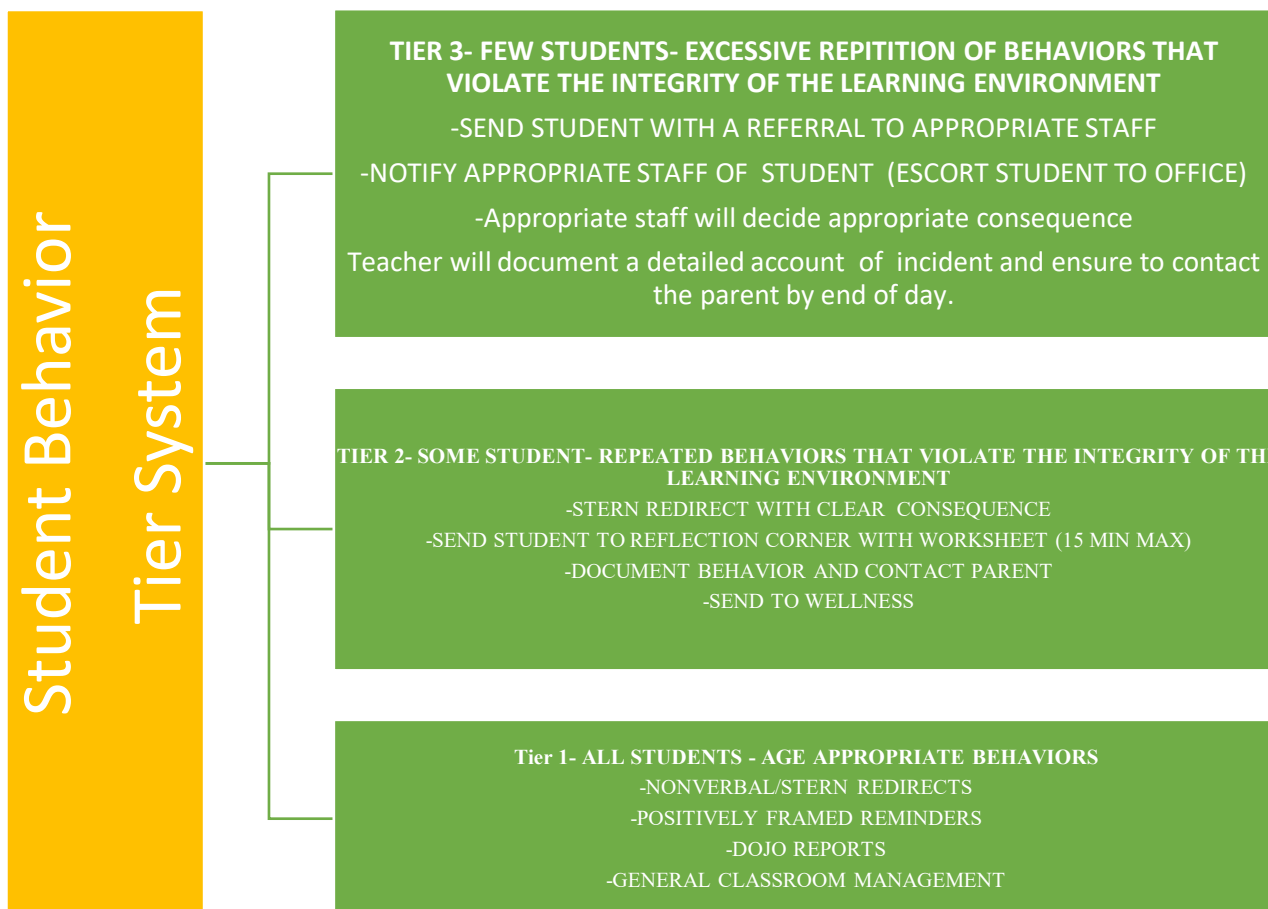 Student Behavior
Tier System
TIER 3- FEW STUDENTS- EXCESSIVE REPITITION OF BEHAVIORS THAT
VIOLATE THE INTEGRITY OF THE LEARNING ENVIRONMENT
-SEND STUDENT WITH A REFERRAL TO APPROPRIATE STAFF
-NOTIFY APPROPRIATE STAFF OF STUDENT (ESCORT STUDENT TO OFFICE)
-Appropriate staff will decide appropriate consequence
Teacher will document a detailed account of incident and ensure to contact
the parent by end of day.
TIER 2- SOME STUDENT- REPEATED BEHAVIORS THAT VIOLATE THE INTEGRITY OF TH
LEARNING ENVIRONMENT
-STERN REDIRECT WITH CLEAR CONSEQUENCE
-SEND STUDENT TO REFLECTION CORNER WITH WORKSHEET (15 MIN MAX)
-DOCUMENT BEHAVIOR AND CONTACT PARENT
-SEND TO WELLNESS
Tier 1- ALL STUDENTS - AGE APPROPRIATE BEHAVIORS
-NONVERBAL/STERN REDIRECTS
-POSITIVELY FRAMED REMINDERS
-DOJO REPORTS
-GENERAL CLASSROOM MANAGEMENT